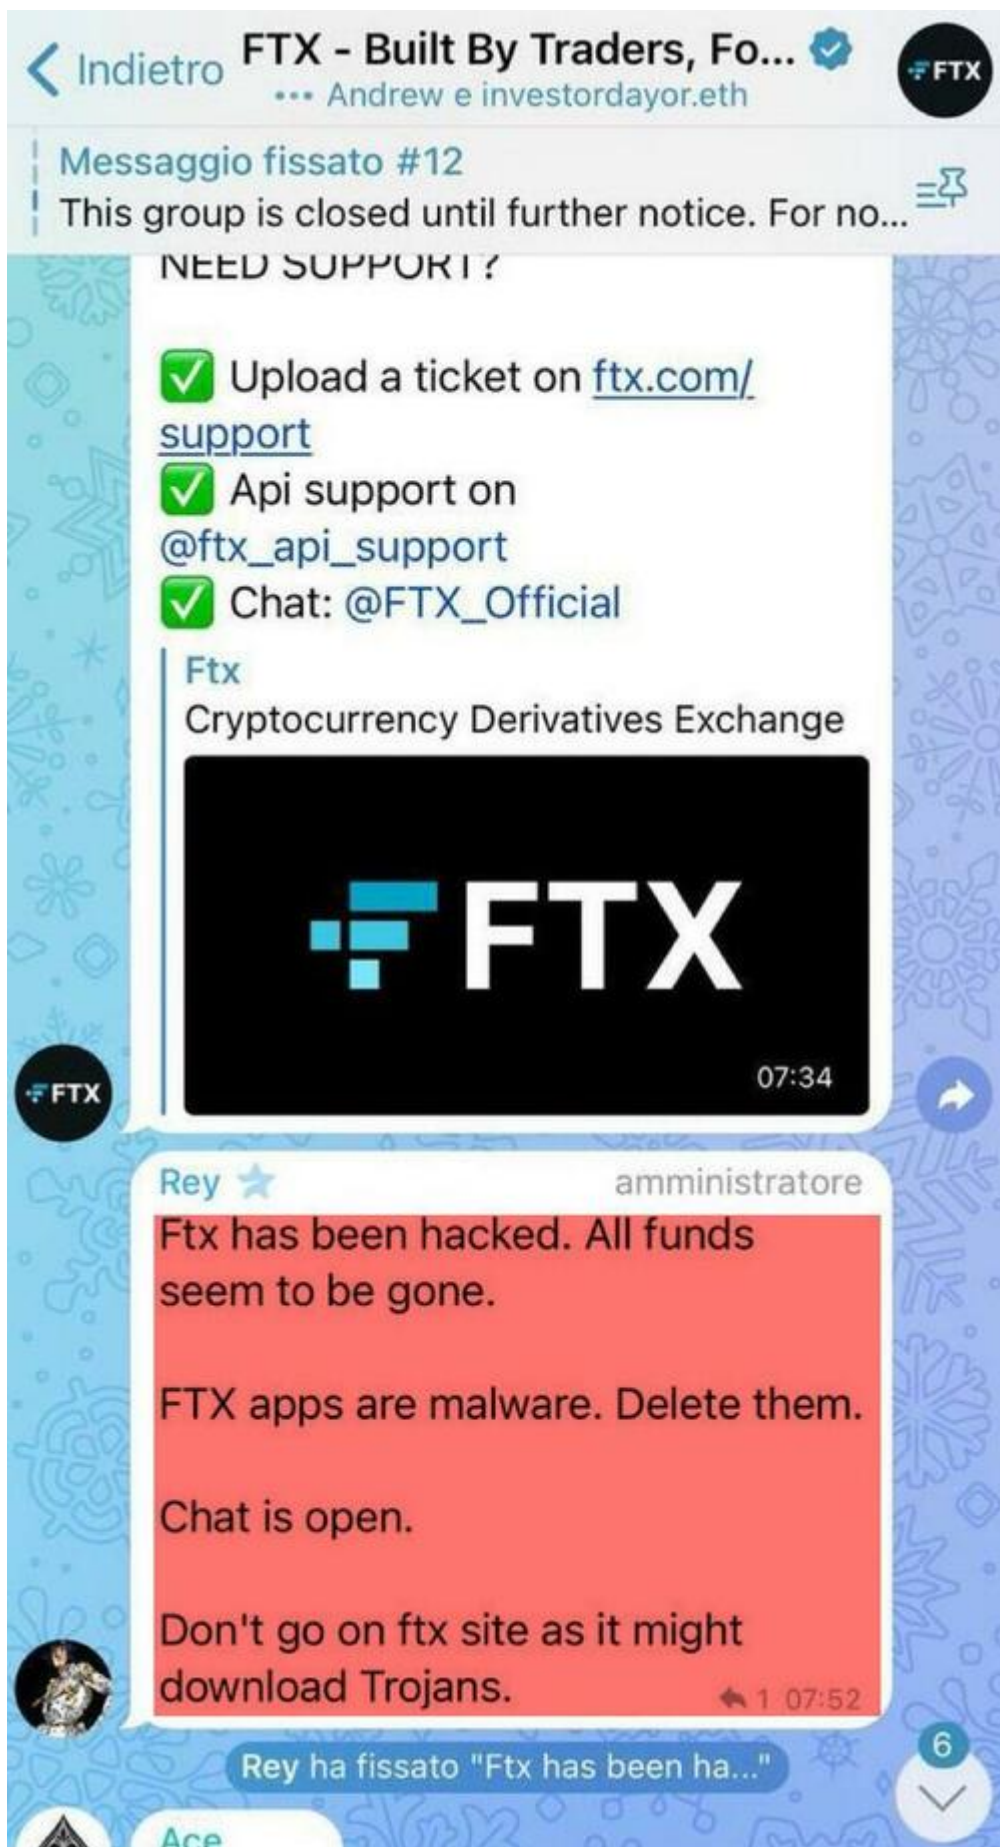 Indietro
FTX - Built By Traders, Fo...
Andrew e investordayor.eth
FTX
Messaggio fissato #12
This group is closed until further notice. For no...
NEED SUPPORT?
✅ Upload a ticket on ftx.com/
support
✅ Api support on
@ftx_api_support
✅ Chat: @FTX_Official
Ftx
Cryptocurrency Derivatives Exchange
FTX
07:34
FTX
Rey
amministratore
Ftx has been hacked. All funds
seem to be gone.
FTX apps are malware. Delete them.
Chat is open.
Don't go on ftx site as it might
download Trojans.
1 07:52
Rey ha fissato "Ftx has been ha..."
6
Ace